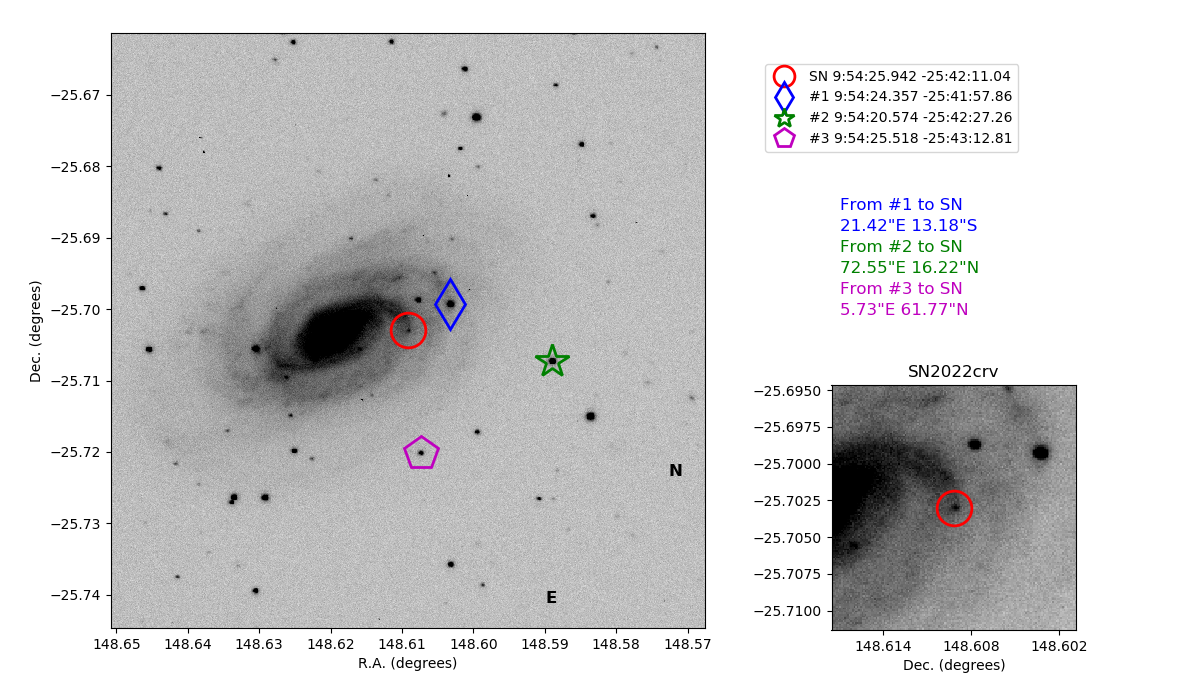 SN 9:54:25.942 -25:42:11.04
#1 9:54:24.357 -25:41:57.86
#2 9:54:20.574 -25:42:27.26
#3 9:54:25.518 -25:43:12.81
From #1 to SN
21.42"E 13.18"S
From #2 to SN
72.55"E 16.22"N
From #3 to SN
5.73"E 61.77"N
−25.67
−25.68
−25.69
−25.70
−25.71
−25.72
−25.73
−25.74
Dec. (degrees)
N
E
148.65 148.64 148.63 148.62 148.61 148.60 148.59 148.58 148.57
R.A. (degrees)
SN2022crv
−25.6950
−25.6975
−25.7000
−25.7025
−25.7050
−25.7075
−25.7100
148.614 148.608 148.602
Dec. (degrees)